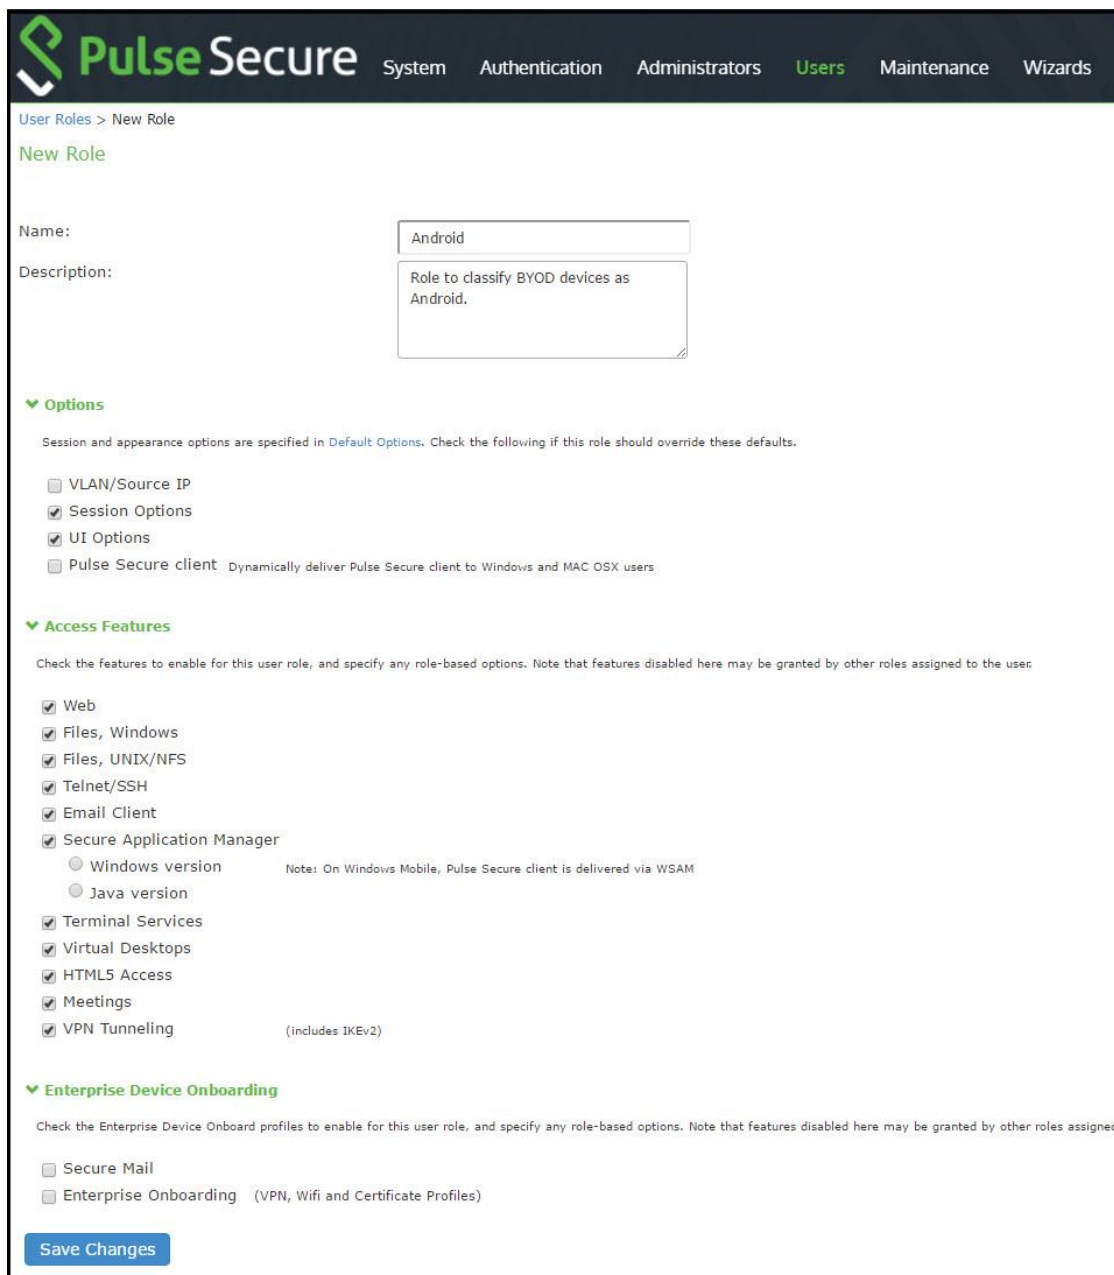 Pulse Secure System Authentication Administrators Users Maintenance Wizards
User Roles > New Role
New Role
Name: Android
Description: Role to classify BYOD devices as
Android.
Options
Session and appearance options are specified in Default Options. Check the following if this role should override these defaults.
VLAN/Source IP
Session Options
UI Options
Pulse Secure client Dynamically deliver Pulse Secure client to Windows and MAC OSX users
Access Features
Check the features to enable for this user role, and specify any role-based options. Note that features disabled here may be granted by other roles assigned to the user.
Web
Files, Windows
Files, UNIX/NFS
Telnet/SSH
Email Client
Secure Application Manager
Windows version Note: On Windows Mobile, Pulse Secure client is delivered via WSAM
Java version
Terminal Services
Virtual Desktops
HTML5 Access
Meetings
VPN Tunneling (includes IKEv2)
Enterprise Device Onboarding
Check the Enterprise Device Onboard profiles to enable for this user role, and specify any role-based options. Note that features disabled here may be granted by other roles assigned
Secure Mail
Enterprise Onboarding (VPN, Wifi and Certificate Profiles)
Save Changes